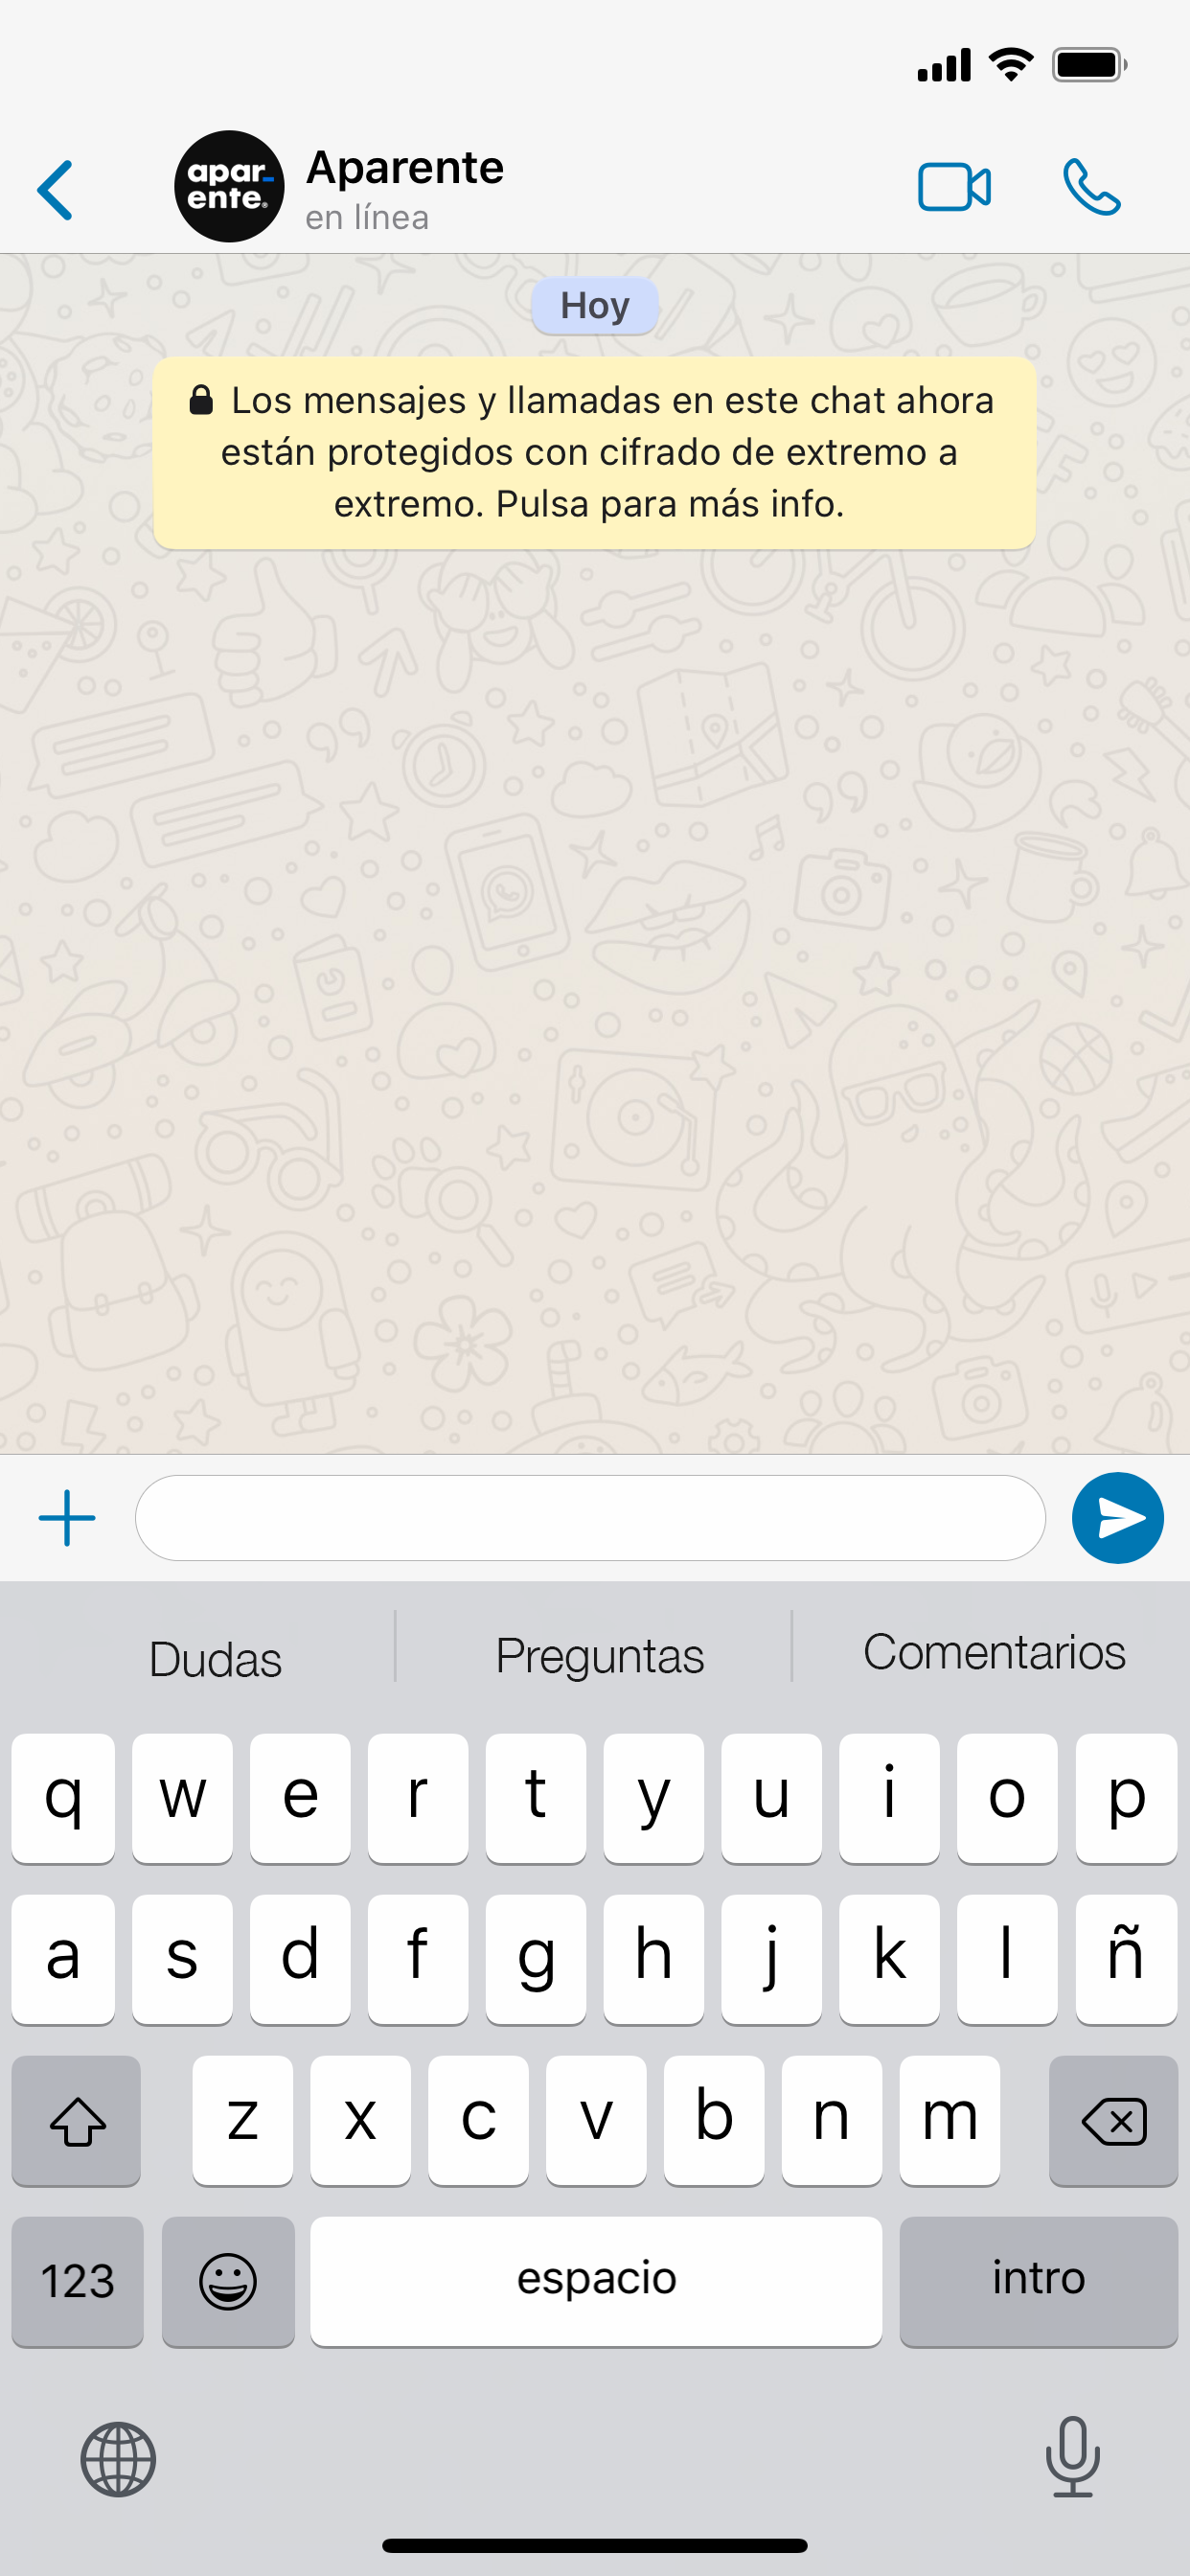 apar_
ente.
Aparente
en línea
Hoy
Los mensajes y llamadas en este chat ahora
están protegidos con cifrado de extremo a
extremo. Pulsa para más info.
Dudas
Preguntas
Comentarios
q w e r t y u i o p
a s d f g h j k l ñ
z x c v b n m
123
espacio
intro